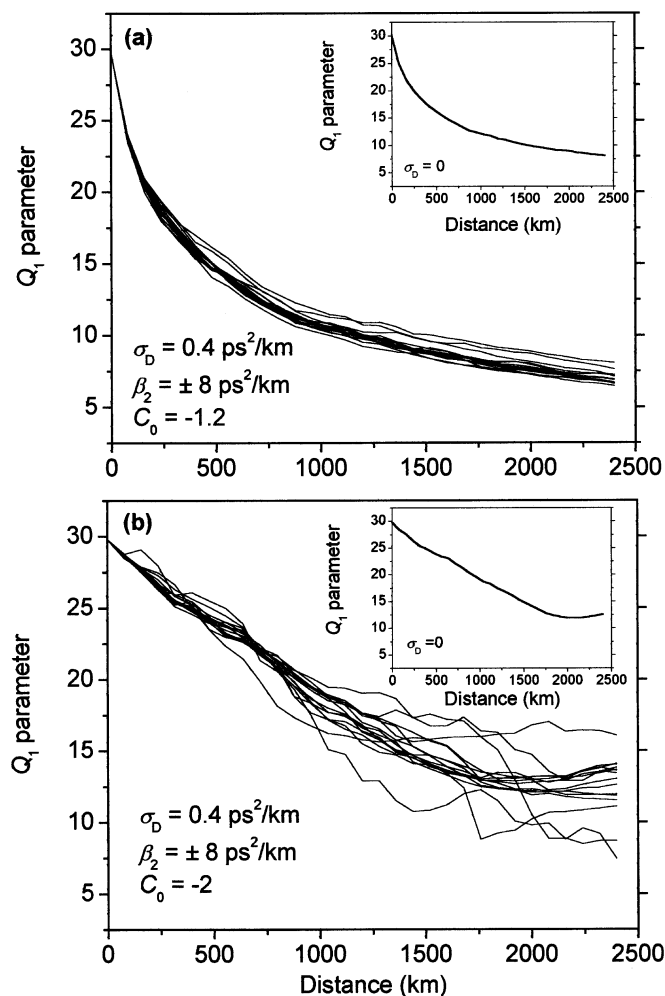 (a)
30
25
20
15
10
5
Q₁ parameter
σ_D = 0.4 ps²/km
β₂ = ± 8 ps²/km
C₀ = -1.2
0 500 1000 1500 2000 2500
30
25
20
15
10
5
Q₁ parameter
σ_D = 0
0 500 1000 1500 2000 2500
Distance (km)
(b)
30
25
20
15
10
5
Q₁ parameter
σ_D = 0.4 ps²/km
β₂ = ± 8 ps²/km
C₀ = -2
30
25
20
15
10
5
Q₁ parameter
σ_D =0
0 500 1000 1500 2000 2500
Distance (km)
0 500 1000 1500 2000 2500
Distance (km)